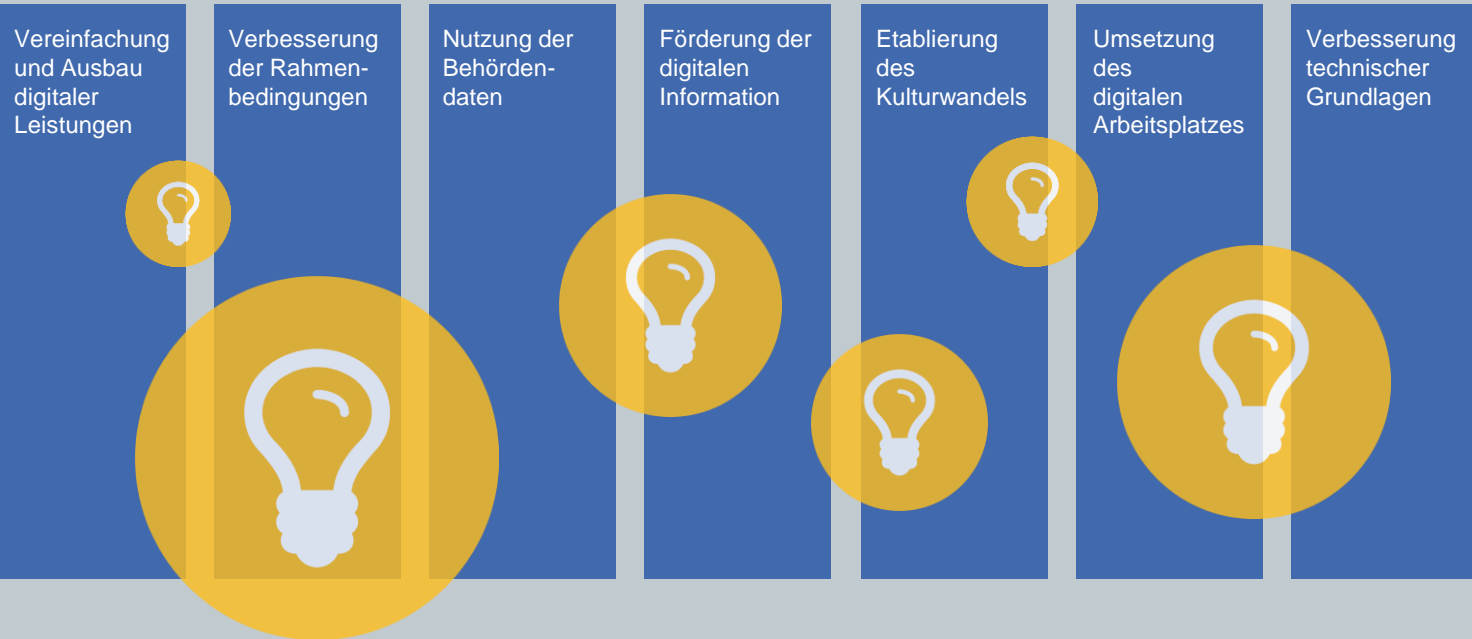 Vereinfachung
und Ausbau
digitaler
Leistungen
Verbesserung
der Rahmen-
bedingungen
Nutzung der
Behörden-
daten
Förderung der
digitalen
Information
Etablierung
des
Kulturwandels
Umsetzung
des
digitalen
Arbeitsplatzes
Verbesserung
technischer
Grundlagen